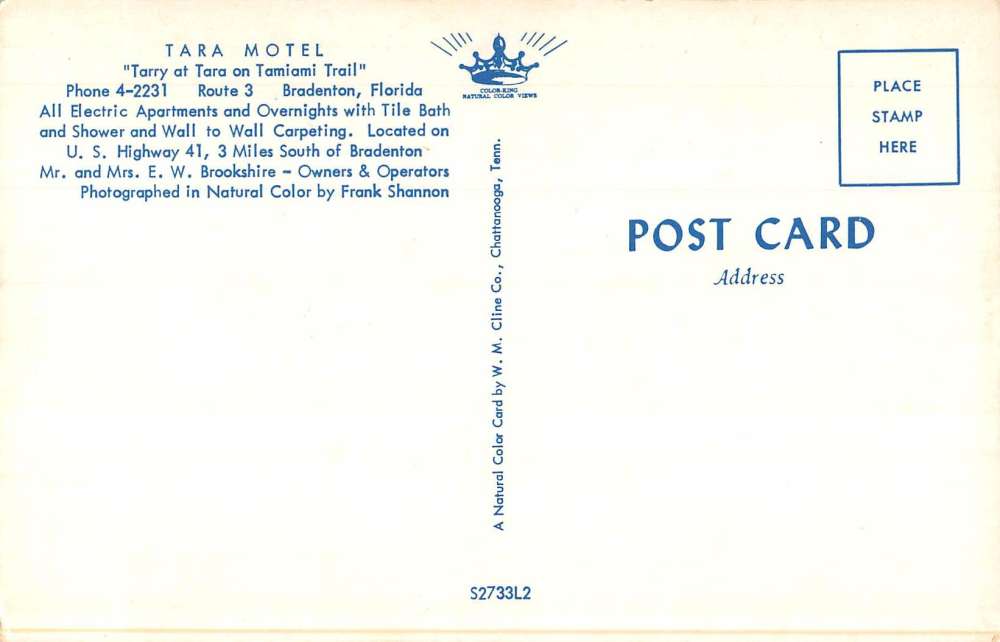 TARA MOTEL
"Tarry at Tara on Tamiami Trail"
Phone 4-2231 Route 3 Bradenton, Florida
All Electric Apartments and Overnights with Tile Bath
and Shower and Wall to Wall Carpeting. Located on
U. S. Highway 41, 3 Miles South of Bradenton
Mr. and Mrs. E. W. Brookshire - Owners & Operators
Photographed in Natural Color by Frank Shannon
COLOR-KING
NATURAL COLOR VIEWS
A Natural Color Card by W. M. Cline Co., Chattanooga, Tenn.
S2733L2
PLACE
STAMP
HERE
POST CARD
Address